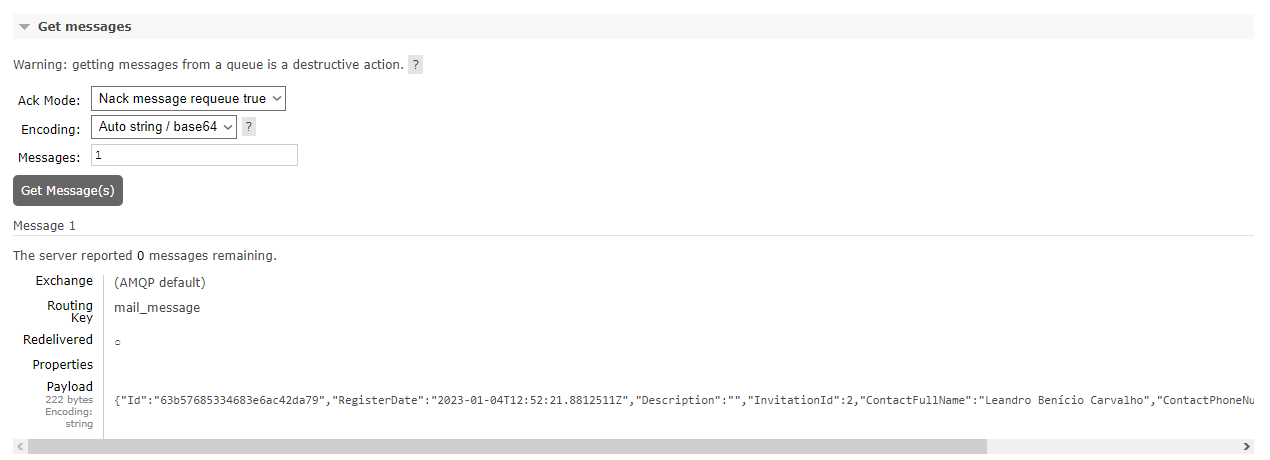 Get messages
Warning: getting messages from a queue is a destructive action. ?
Ack Mode: Nack message requeue true
Encoding: Auto string / base64 ?
Messages: 1
Get Message(s)
Message 1
The server reported 0 messages remaining.
Exchange (AMQP default)
Routing Key mail_message
Redelivered ○
Properties
Payload
222 bytes
Encoding: string
{"Id":"63b57685334683e6ac42da79","RegisterDate":"2023-01-04T12:52:21.8812511Z","Description":"","InvitationId":2,"ContactFullName":"Leandro Benício Carvalho","ContactPhoneNu